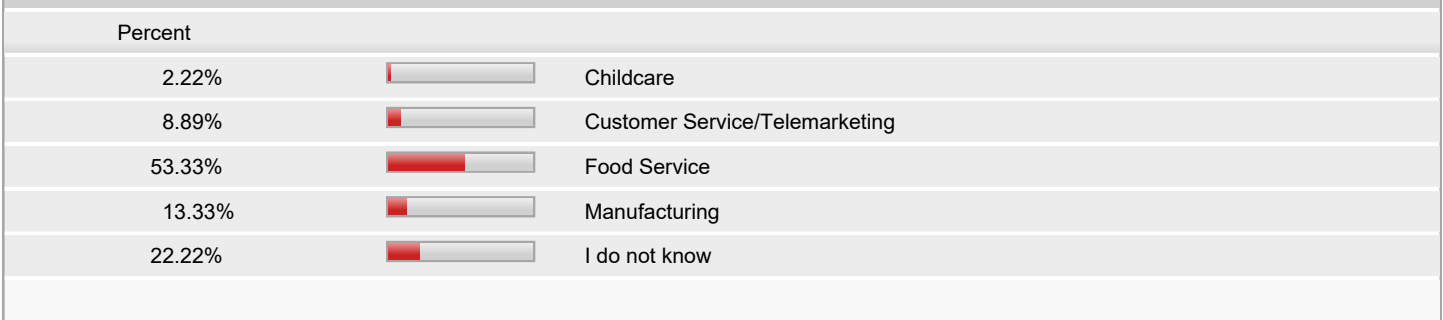 Percent
2.22% Childcare
8.89% Customer Service/Telemarketing
53.33% Food Service
13.33% Manufacturing
22.22% I do not know